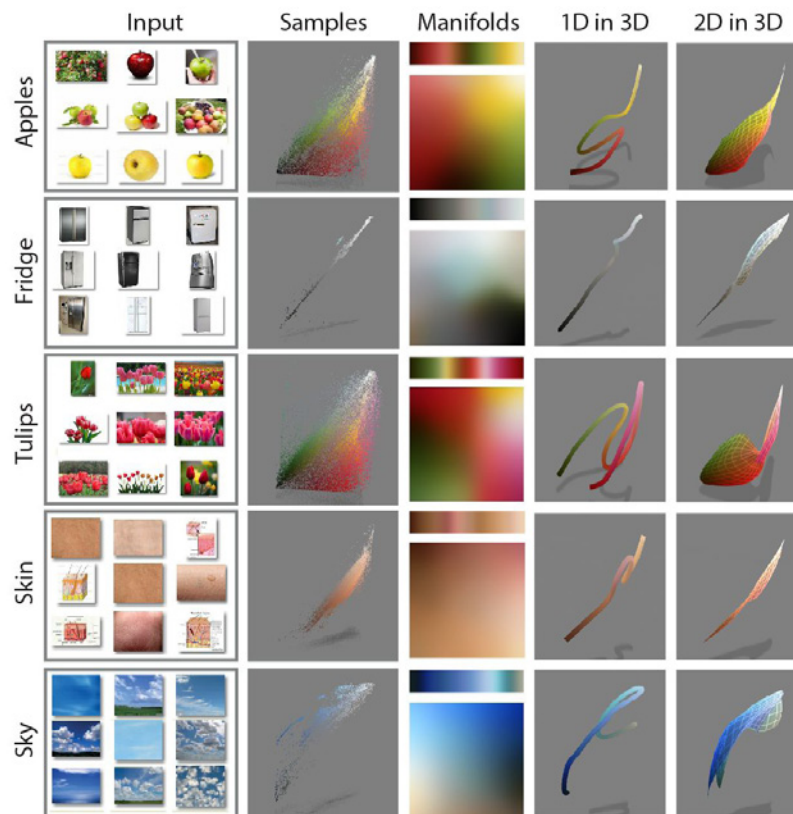 Input Samples Manifolds 1D in 3D 2D in 3D
Apples
Fridge
Tulips
Skin
Sky